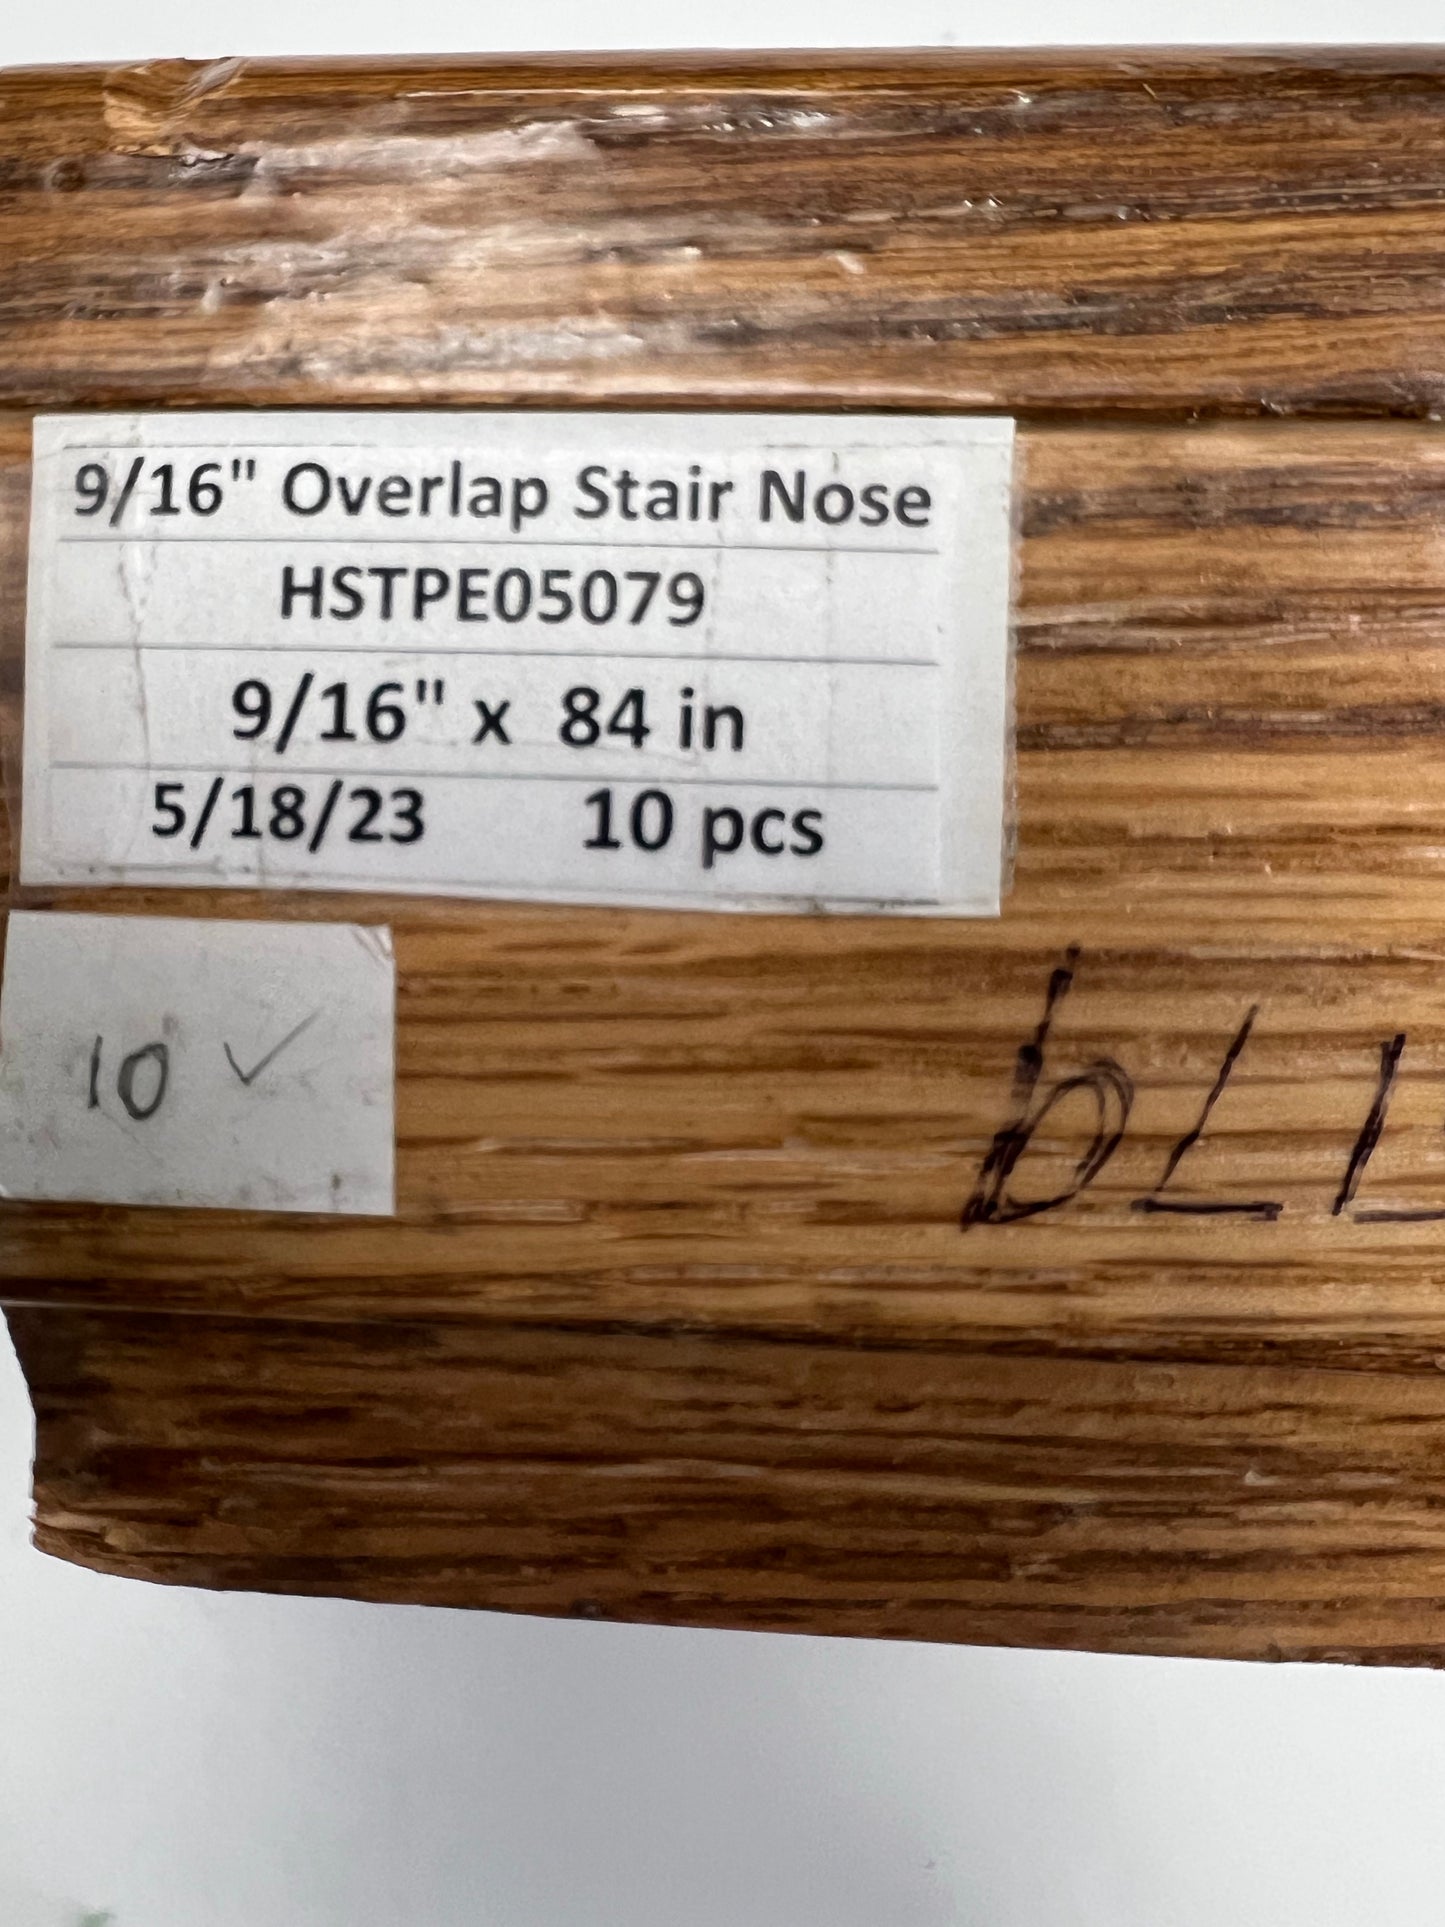 9/16" Overlap Stair Nose
HSTPE05079
9/16" x 84 in
5/18/23 10 pcs
10 ✓